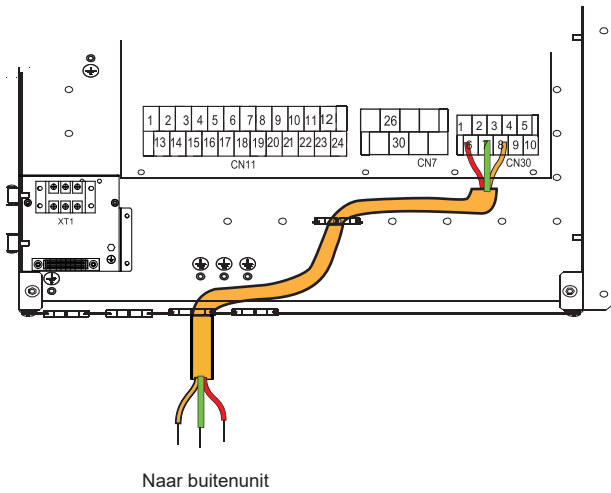 1 2 3 4 5 6 7 8 9 10 11 12
13 14 15 16 17 18 19 20 21 22 23 24
CN11
26
30
CN7
1 2 3 4 5
6 7 8 9 10
CN30
XT1
Naar buitenunit